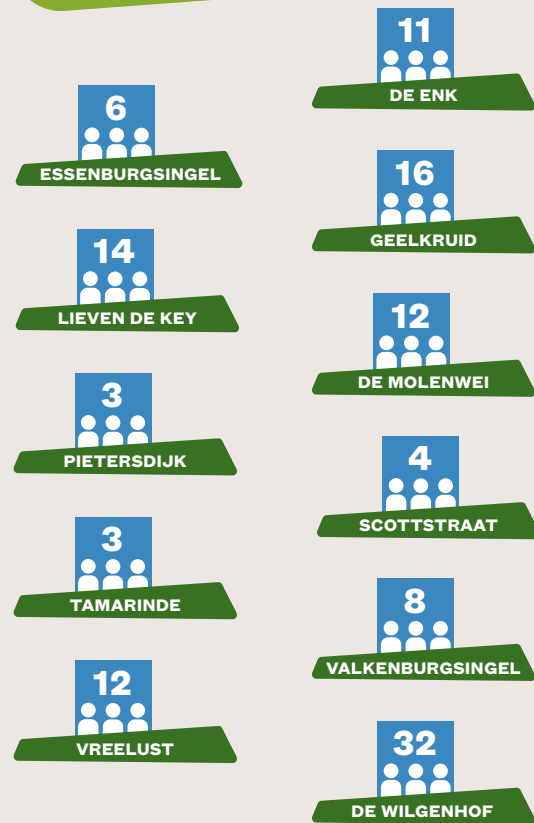 6
ESSENBURGSINGEL
14
LIEVEN DE KEY
3
PIETERSDIJK
3
TAMARINDE
12
VREELUST
11
DE ENK
16
GEELKRUID
12
DE MOLENWEI
4
SCOTTSTRAAT
8
VALKENBURGSINGEL
32
DE WILGENHOF